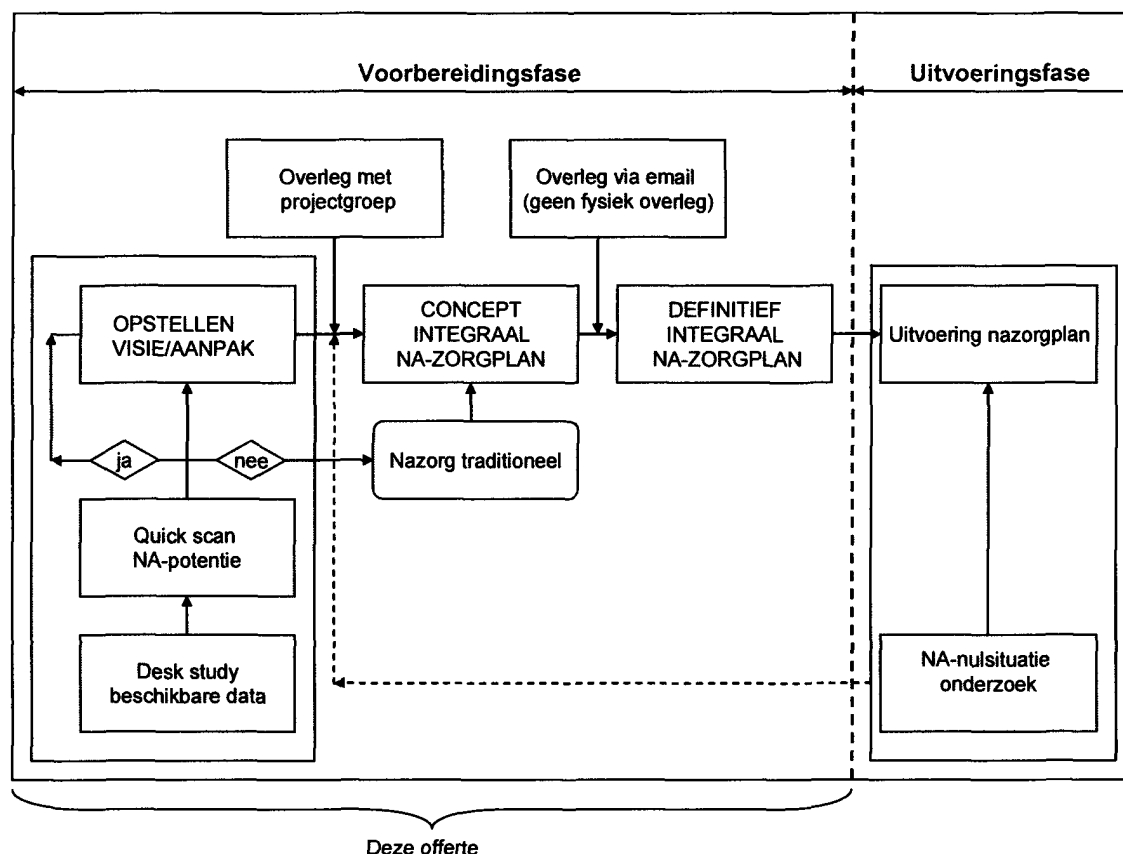 Voorbereidingsfase
Uitvoeringsfase
Overleg met
projectgroep
Overleg via email
(geen fysiek overleg)
OPSTELLEN
VISIE/AANPAK
CONCEPT
INTEGRAAL
NA-ZORGPLAN
DEFINITIEF
INTEGRAAL
NA-ZORGPLAN
Uitvoering nazorgplan
ja
nee
Nazorg traditioneel
Quick scan
NA-potentie
Desk study
beschikbare data
NA-nulsituatie
onderzoek
Deze offerte